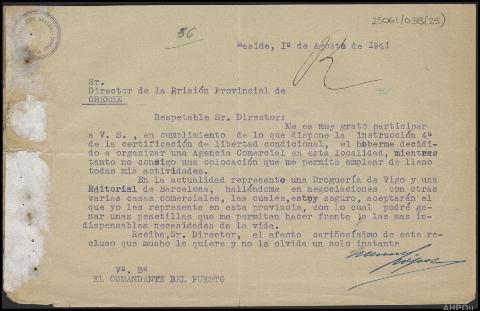 25061/038(25)
56
Maside, 1º de Agosto de 1941
R
Sr.
Director de la Prisión Provincial de
ORENSE
Respetable Sr. Director:
Me es muy grato participar
a V. S., en cumplimiento de lo que dispone la instrucción 4ª
de la certificación de libertad condicional, el haberme decidi-
do a organizar una Agencia Comercial en esta localidad, mientras
tanto no consigo una colocación que me permita emplear de lleno
todas mis actividades.
En la actualidad represento una Droguería de Vigo y una
Editorial de Barcelona, hallándome en negociaciones con otras
varias casas comerciales, las cuales, estoy seguro, aceptarán el
que yo les represente en esta provincia, con lo cual podré ga-
nar unas pesetillas que me permitan hacer frente a las mas in-
dispensables necesidades de la vida.
Reciba, Sr. Director, el afecto cariñosísimo de este re-
cluso que mucho le quiere y no le olvida un solo instante
López
Vº. Bº
EL COMANDANTE DEL PUESTO
AHPOu